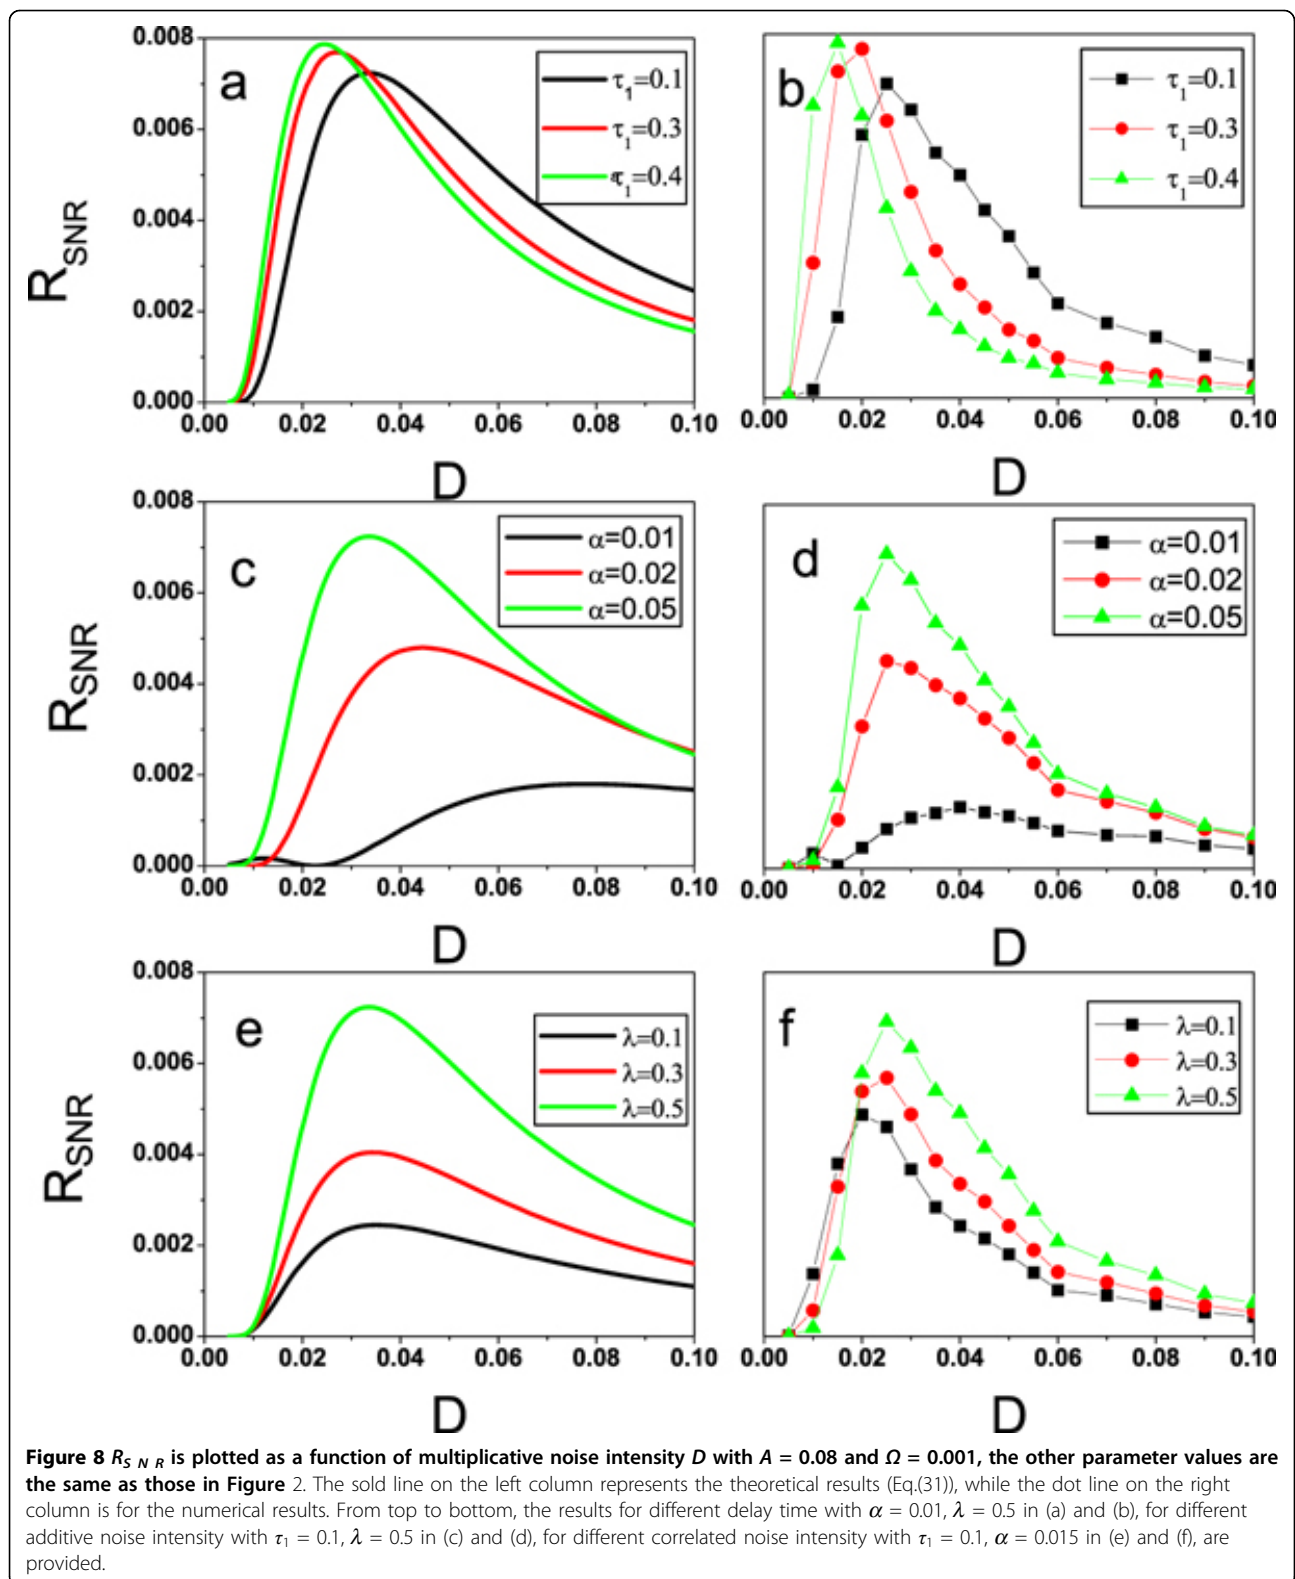 a
τ1=0.1
τ1=0.3
τ1=0.4
RSNR
0.008
0.006
0.004
0.002
0.000
0.00 0.02 0.04 0.06 0.08 0.10
D
b
τ1=0.1
τ1=0.3
τ1=0.4
0.00 0.02 0.04 0.06 0.08 0.10
D
c
α=0.01
α=0.02
α=0.05
RSNR
0.008
0.006
0.004
0.002
0.000
0.00 0.02 0.04 0.06 0.08 0.10
D
d
α=0.01
α=0.02
α=0.05
0.00 0.02 0.04 0.06 0.08 0.10
D
e
λ=0.1
λ=0.3
λ=0.5
RSNR
0.008
0.006
0.004
0.002
0.000
0.00 0.02 0.04 0.06 0.08 0.10
D
f
λ=0.1
λ=0.3
λ=0.5
0.00 0.02 0.04 0.06 0.08 0.10
D
Figure 8 RS N R is plotted as a function of multiplicative noise intensity D with A = 0.08 and Ω = 0.001, the other parameter values are
the same as those in Figure 2. The sold line on the left column represents the theoretical results (Eq.(31)), while the dot line on the right
column is for the numerical results. From top to bottom, the results for different delay time with α = 0.01, λ = 0.5 in (a) and (b), for different
additive noise intensity with τ1 = 0.1, λ = 0.5 in (c) and (d), for different correlated noise intensity with τ1 = 0.1, α = 0.015 in (e) and (f), are
provided.